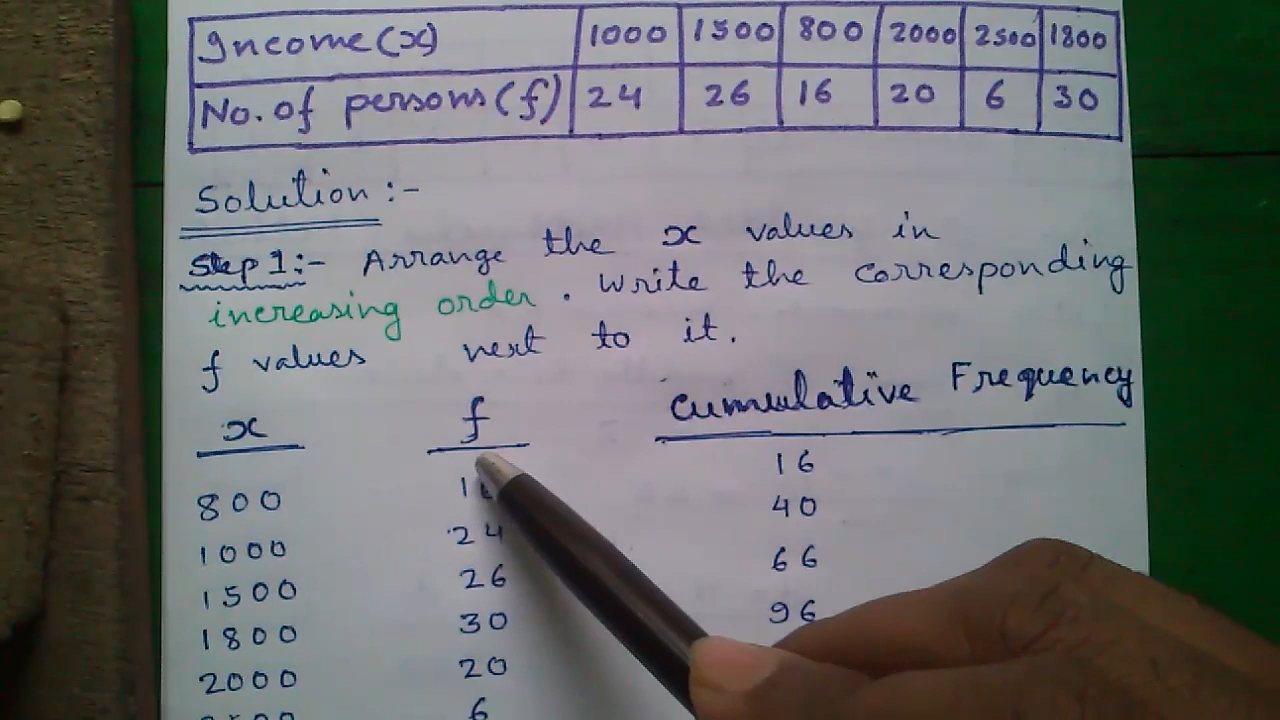 Income(x) 1000 1500 800 2000 2500 1800
No. of persons(f) 24 26 16 20 6 30
Solution :-
Step 1:- Arrange the x values in
increasing order. Write the corresponding
f values next to it.
x f Cumulative Frequency
800 16
1000 24 40
1500 26 66
1800 30 96
2000 20
6